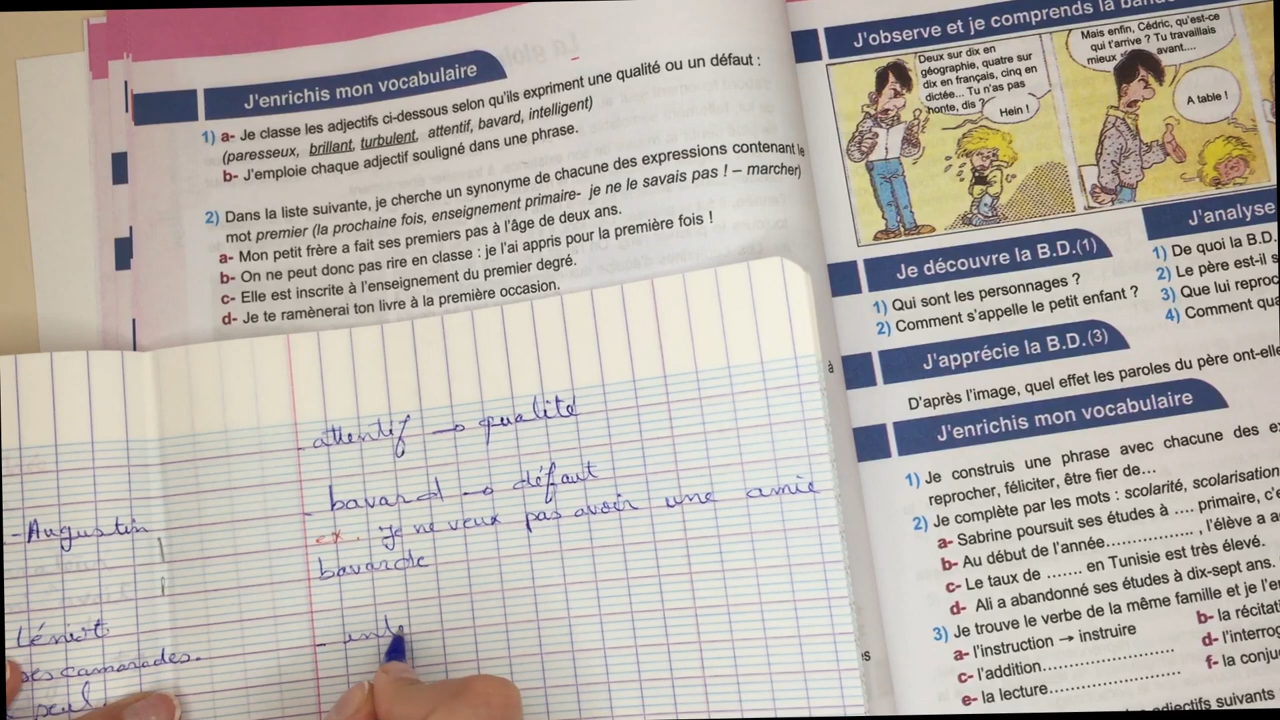 J'enrichis mon vocabulaire
1) a- Je classe les adjectifs ci-dessous selon qu'ils expriment une qualité ou un défaut :
(paresseux, brillant, turbulent, attentif, bavard, intelligent)
b- J'emploie chaque adjectif souligné dans une phrase.
2) Dans la liste suivante, je cherche un synonyme de chacune des expressions contenant le
mot premier (la prochaine fois, enseignement primaire- je ne le savais pas ! – marcher)
a- Mon petit frère a fait ses premiers pas à l'âge de deux ans.
b- On ne peut donc pas rire en classe : je l'ai appris pour la première fois !
c- Elle est inscrite à l'enseignement du premier degré.
d- Je te ramènerai ton livre à la première occasion.
- attentif → qualité
- bavard → défaut
ex. Je ne veux pas avoir une amie
bavarde
-
- Augustin
ses camarades.
J'observe et je comprends la
Deux sur dix en
géographie, quatre sur
dix en français, cinq en
dictée... Tu n'as pas
honte, dis ?
Hein !
Mais enfin, Cédric, qu'est-ce
qui t'arrive ? Tu travaillais
mieux avant....
A table !
Je découvre la B.D.(1)
1) Qui sont les personnages ?
2) Comment s'appelle le petit enfant ?
J'analyse
1) De quoi la B.D.
2) Le père est-il
3) Que lui
4) Comment
J'apprécie la B.D.(3)
à
D'après l'image, quel effet les paroles du père
J'enrichis mon vocabulaire
1) Je construis une phrase avec chacune des
reprocher, féliciter, être fier de...
2) Je complète par les mots : scolarité, scolarisation
a- Sabrine poursuit ses études à .... primaire,
b- Au début de l'année................ , l'élève a
c- Le taux de ....... en Tunisie est très élevé.
d- Ali a abandonné ses études à dix-sept ans.
3) Je trouve le verbe de la même famille et je
a- l'instruction → instruire
b- la
c- l'addition........................
d-
e- la lecture........................
f- la
adjectifs suivants